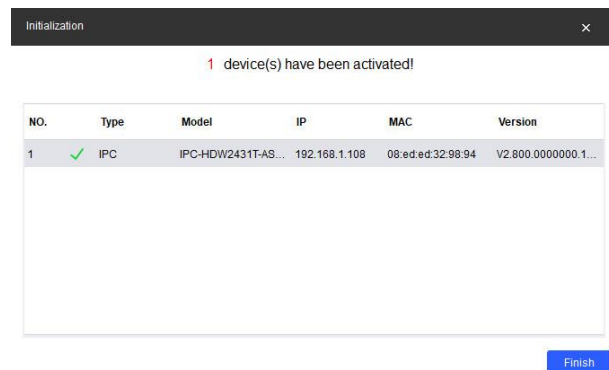 Initialization
1 device(s) have been activated!
NO. Type Model IP MAC Version
1 IPC IPC-HDW2431T-AS... 192.168.1.108 08:ed:ed:32:98:94 V2.800.0000000.1...
Finish